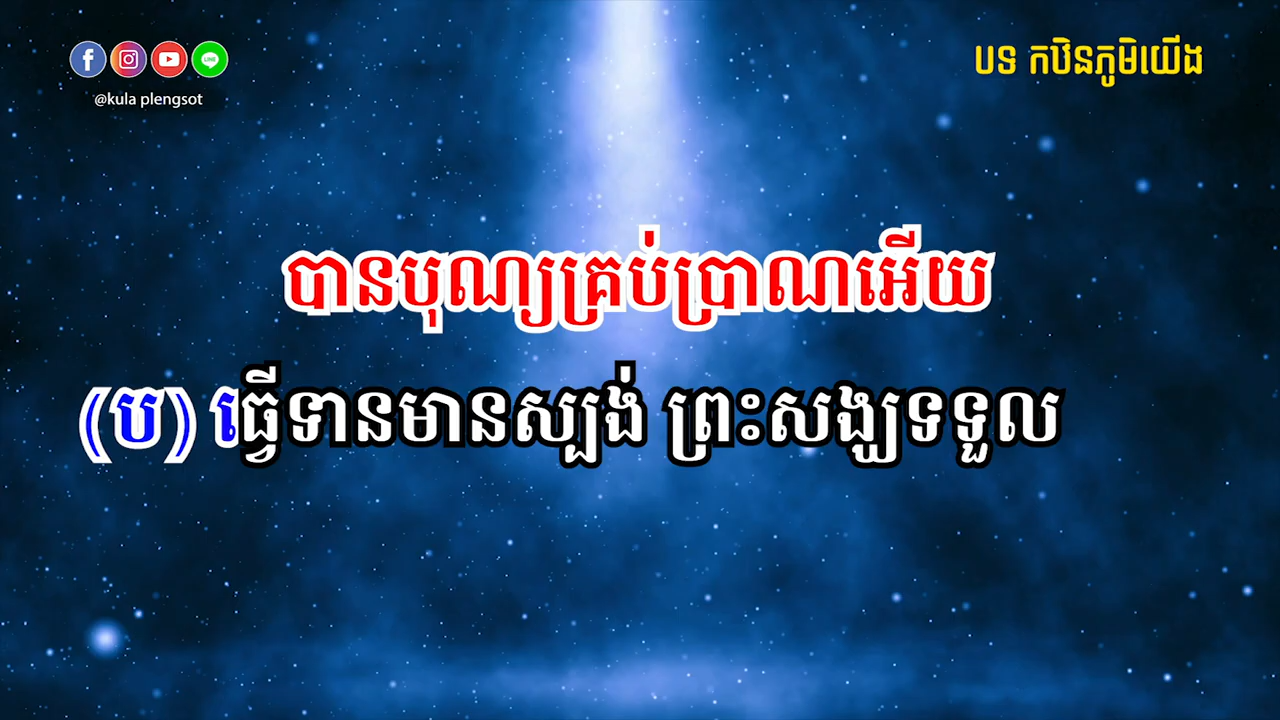 បទ កឋិនភូមិយើង
@kula plengsot
បានបុណ្យគ្រប់ប្រាណអើយ
(ប) ធ្វើទានមានស្បង់ ព្រះសង្ឃទទួល